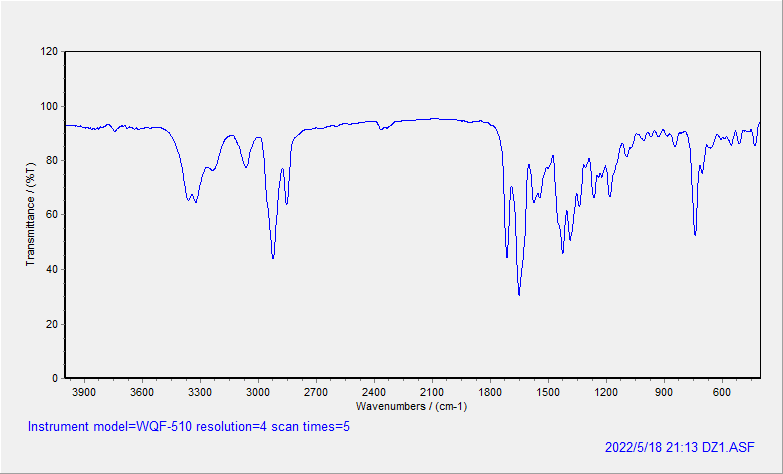 120
100
80
60
40
20
0
Transmittance / (%T)
3900 3600 3300 3000 2700 2400 2100 1800 1500 1200 900 600
Wavenumbers / (cm-1)
Instrument model=WQF-510 resolution=4 scan times=5
2022/5/18 21:13 DZ1.ASF